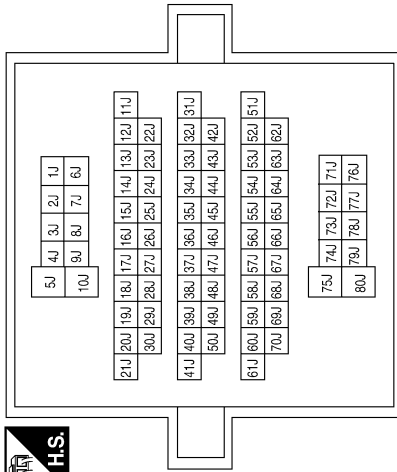 H.S.
5J 4J 3J 2J 1J
10J 9J 8J 7J 6J
21J 20J 19J 18J 17J 16J 15J 14J 13J 12J 11J
30J 29J 28J 27J 26J 25J 24J 23J 22J
41J 40J 39J 38J 37J 36J 35J 34J 33J 32J 31J
50J 49J 48J 47J 46J 45J 44J 43J 42J
61J 60J 59J 58J 57J 56J 55J 54J 53J 52J 51J
70J 69J 68J 67J 66J 65J 64J 63J 62J
75J 74J 73J 72J 71J
80J 79J 78J 77J 76J